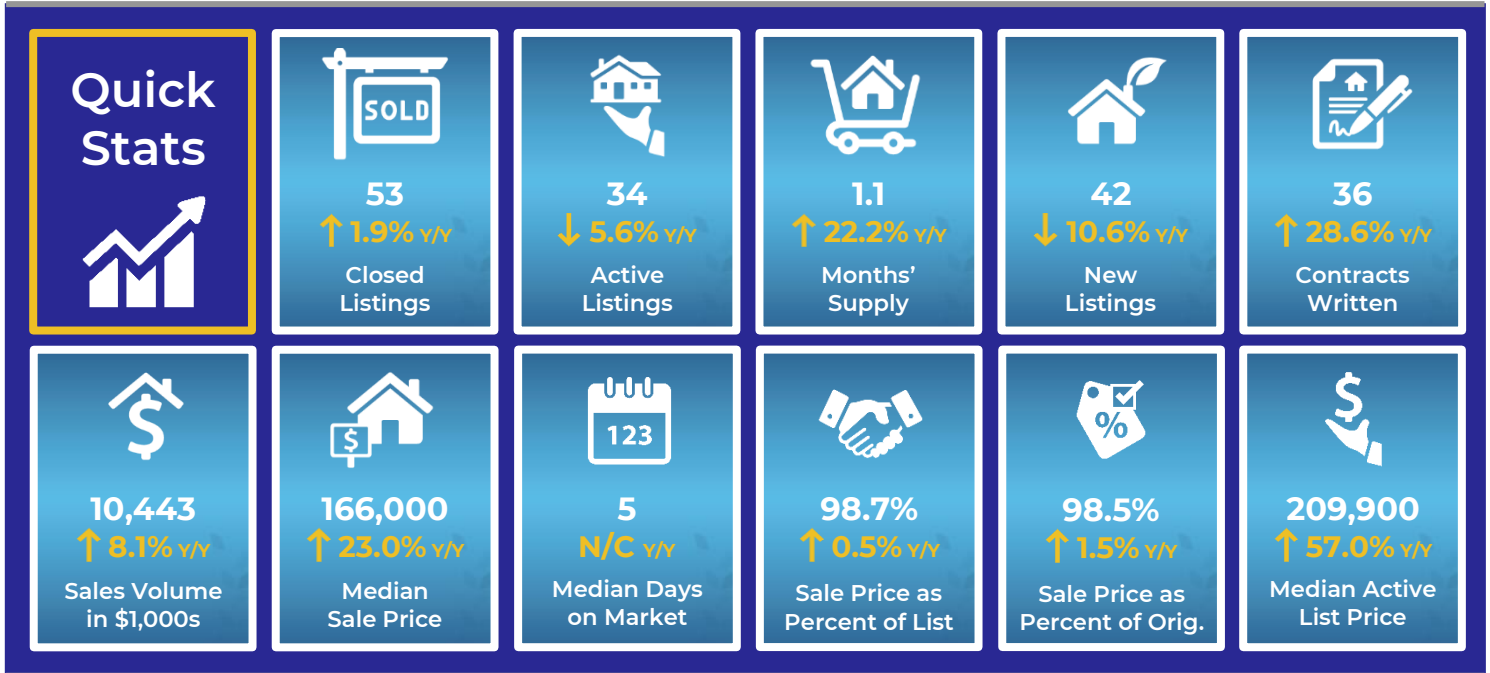 Quick
Stats
SOLD
53
↑ 1.9% Y/Y
Closed
Listings
34
↓ 5.6% Y/Y
Active
Listings
1.1
↑ 22.2% Y/Y
Months’
Supply
42
↓ 10.6% Y/Y
New
Listings
36
↑ 28.6% Y/Y
Contracts
Written
$
10,443
↑ 8.1% Y/Y
Sales Volume
in $1,000s
$
166,000
↑ 23.0% Y/Y
Median
Sale Price
123
5
N/C Y/Y
Median Days
on Market
98.7%
↑ 0.5% Y/Y
Sale Price as
Percent of List
%
98.5%
↑ 1.5% Y/Y
Sale Price as
Percent of Orig.
$
209,900
↑ 57.0% Y/Y
Median Active
List Price